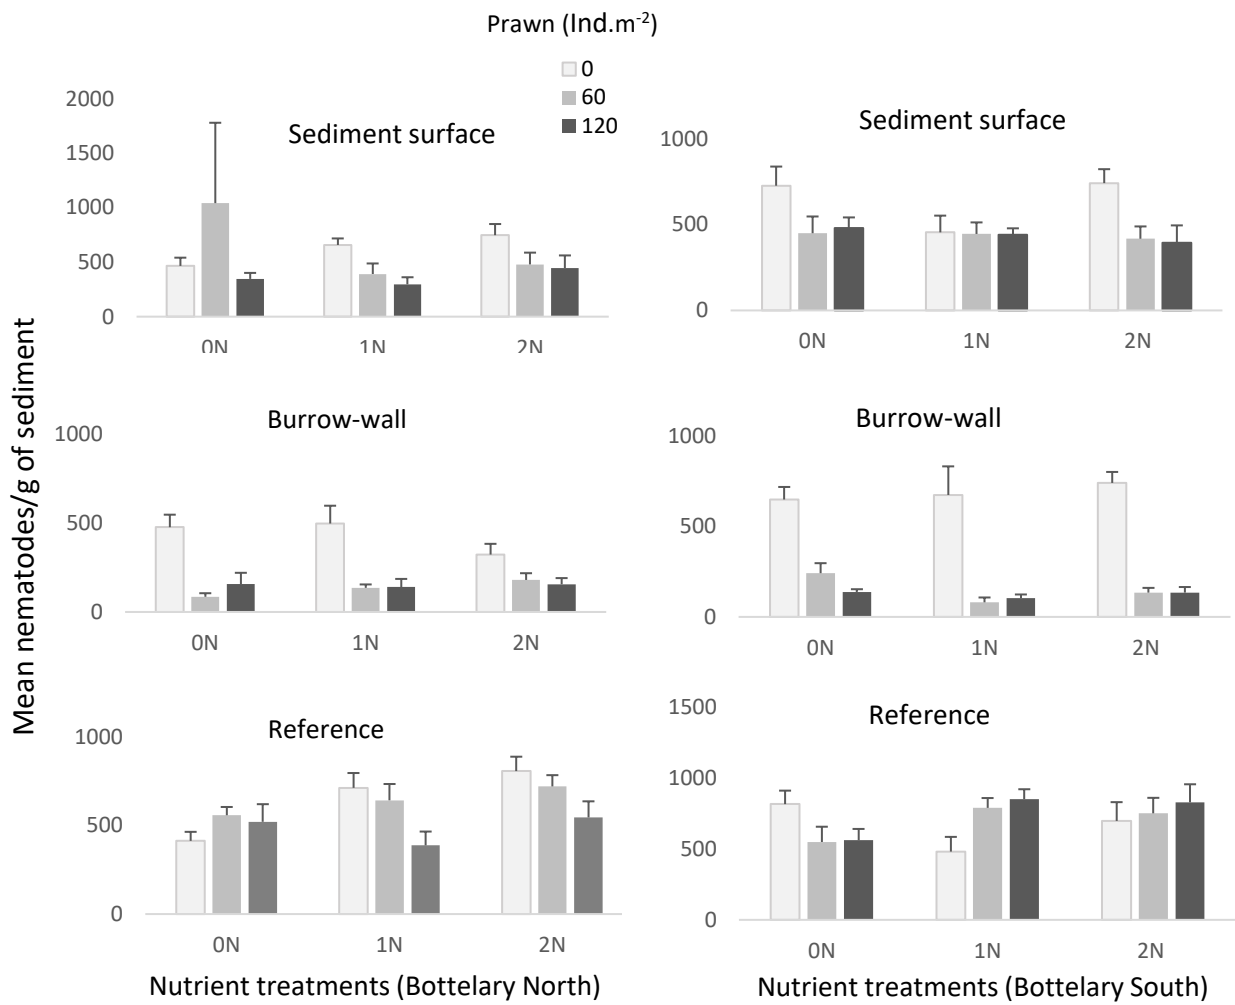 Prawn (Ind.m-2)
0
60
120
Mean nematodes/g of sediment
Sediment surface
2000
1500
1000
500
0
0N 1N 2N
Sediment surface
1000
500
0
0N 1N 2N
Burrow-wall
1000
500
0
0N 1N 2N
Burrow-wall
1000
500
0
0N 1N 2N
Reference
1000
500
0
0N 1N 2N
Nutrient treatments (Bottelary North)
Reference
1500
1000
500
0
0N 1N 2N
Nutrient treatments (Bottelary South)